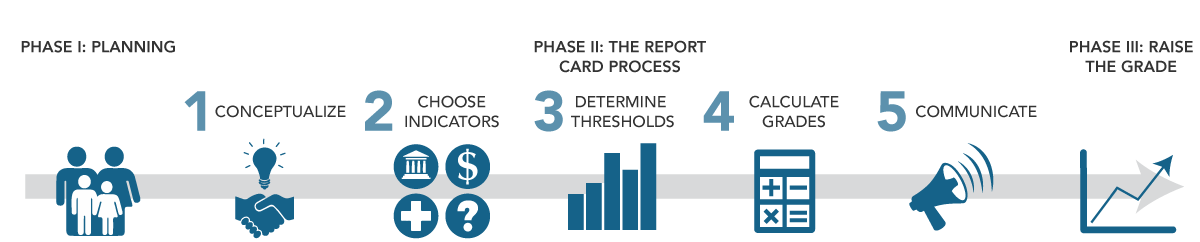 PHASE I: PLANNING
PHASE II: THE REPORT
CARD PROCESS
PHASE III: RAISE
THE GRADE
1 CONCEPTUALIZE
2 CHOOSE
INDICATORS
3 DETERMINE
THRESHOLDS
4 CALCULATE
GRADES
5 COMMUNICATE
$
?